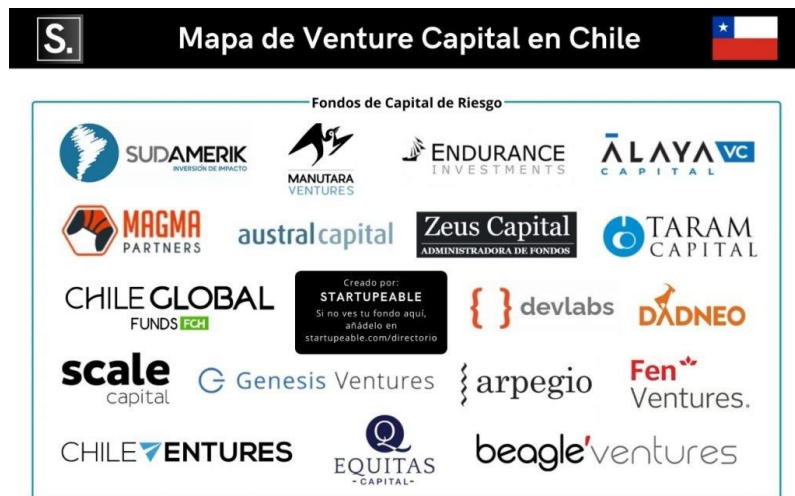 S.
Mapa de Venture Capital en Chile
Fondos de Capital de Riesgo
SUDAMERIK
INVERSIÓN DE IMPACTO
MANUTARA
VENTURES
ENDURANCE
INVESTMENTS
ĀLAYA VC
CAPITAL
MAGMA
PARTNERS
australcapital
Zeus Capital
ADMINISTRADORA DE FONDOS
TARAM
CAPITAL
CHILE GLOBAL
FUNDS FCH
Creado por:
STARTUPEABLE
Si no ves tu fondo aquí,
añádelo en
startupeable.com/directorio
{ } devlabs
DADNEO
scale
capital
Genesis Ventures
arpegio
Fen
Ventures.
CHILE VENTURES
EQUITAS
-CAPITAL-
beagle'ventures